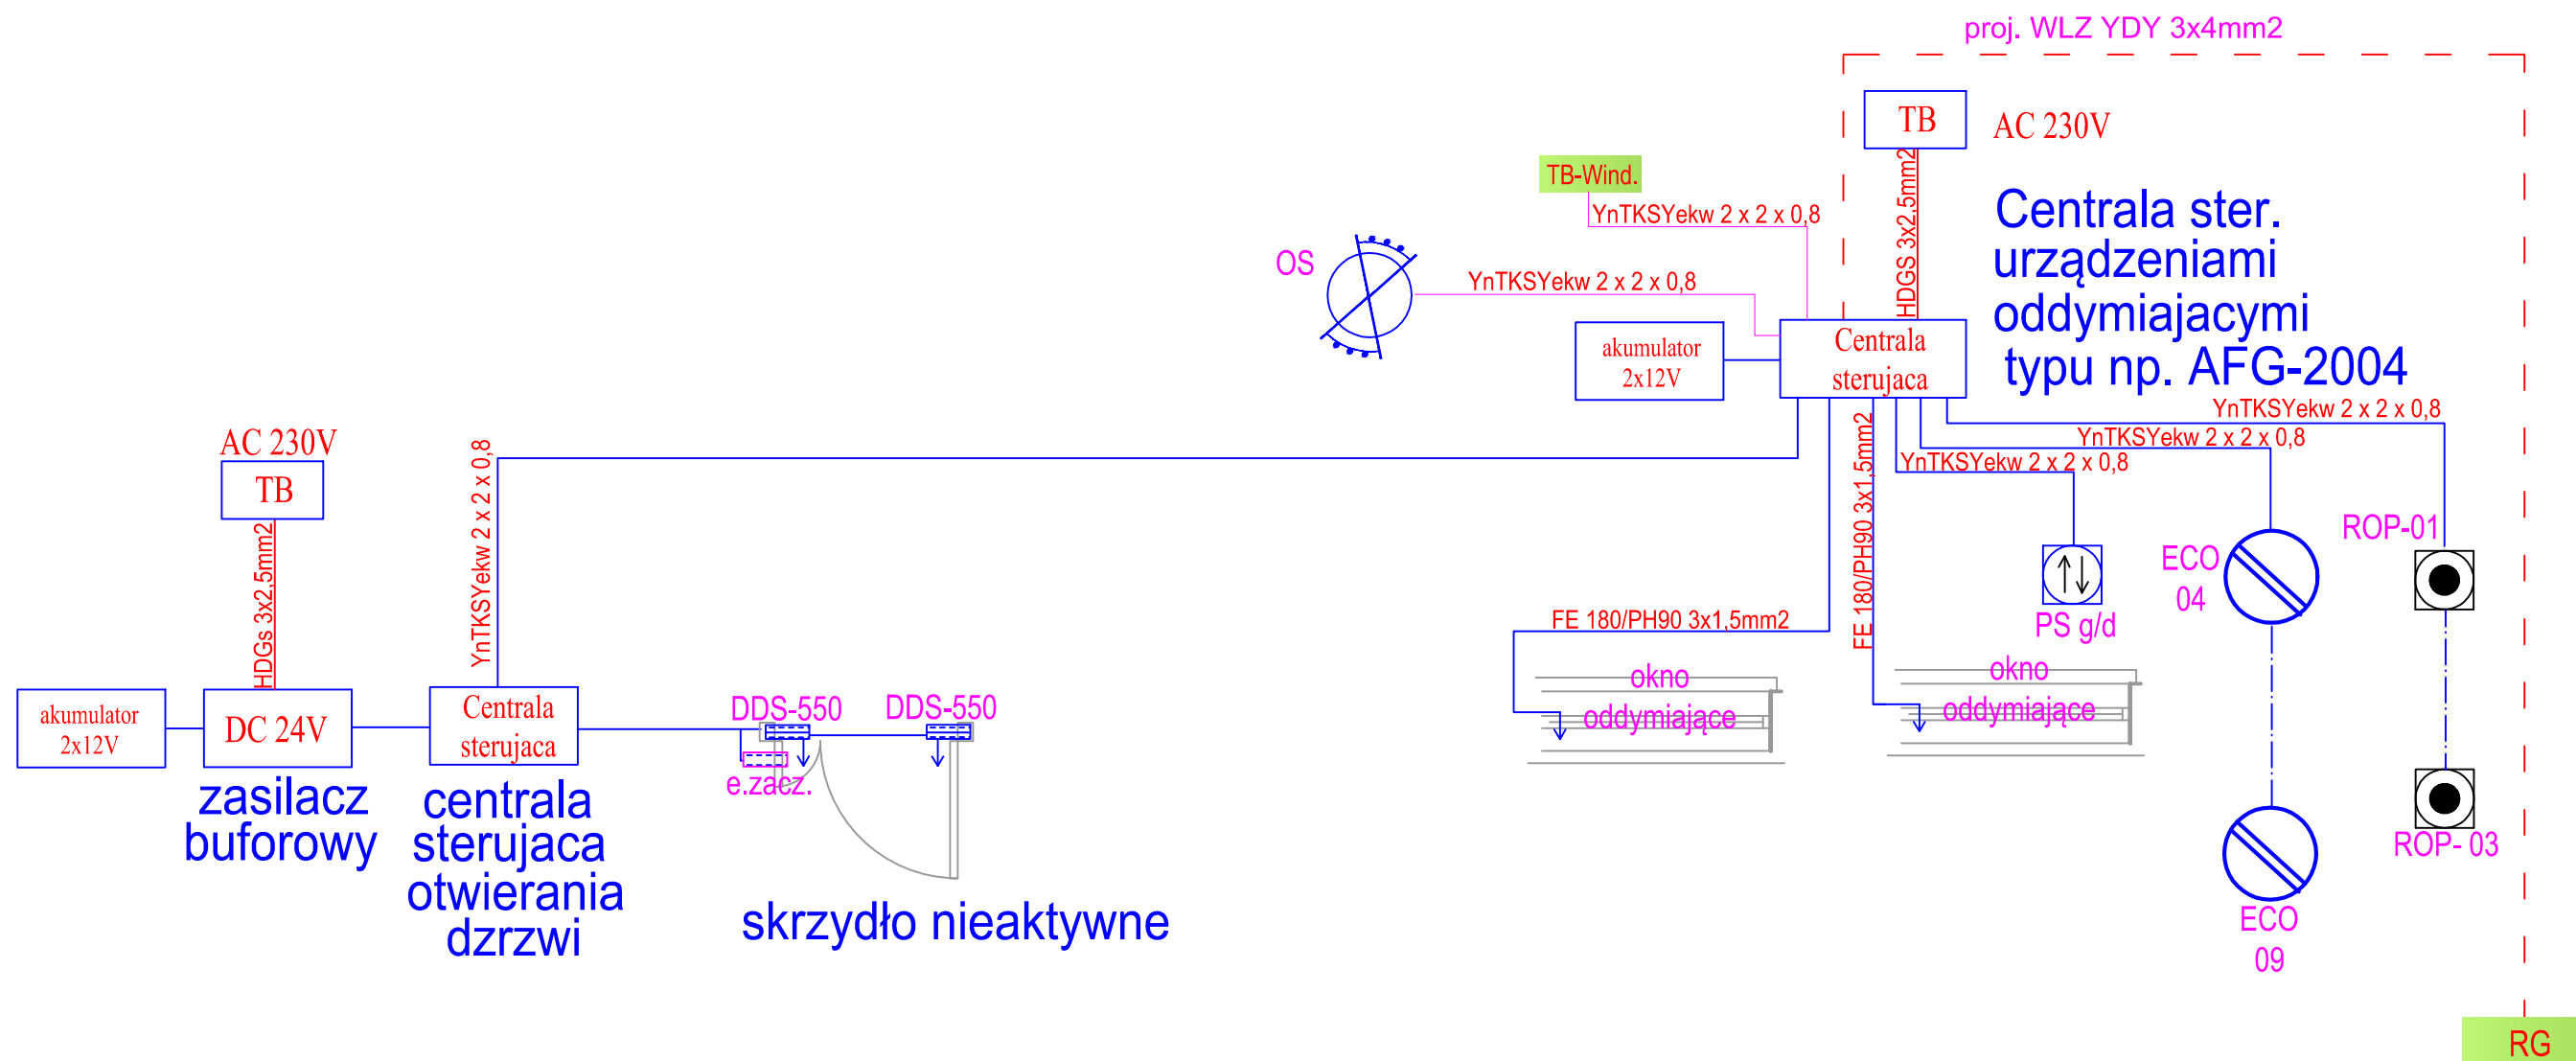 proj. WLZ YDY 3x4mm2
TB
AC 230V
HDGS 3x2,5mm2
TB-Wind.
YnTKSYekw 2 x 2 x 0,8
OS
YnTKSYekw 2 x 2 x 0,8
Centrala ster.
urządzeniami
oddymiajacymi
typu np. AFG-2004
akumulator
2x12V
Centrala
sterujaca
YnTKSYekw 2 x 2 x 0,8
YnTKSYekw 2 x 2 x 0,8
YnTKSYekw 2 x 2 x 0,8
FE 180/PH90 3x1,5mm2
FE 180/PH90 3x1,5mm2
AC 230V
TB
HDGs 3x2,5mm2
YnTKSYekw 2 x 2 x 0,8
akumulator
2x12V
DC 24V
Centrala
sterujaca
zasilacz
buforowy
centrala
sterujaca
otwierania
dzrzwi
DDS-550
DDS-550
e.zacz.
skrzydło nieaktywne
okno
oddymiające
okno
oddymiające
PS g/d
ECO
04
ROP-01
ECO
09
ROP- 03
RG